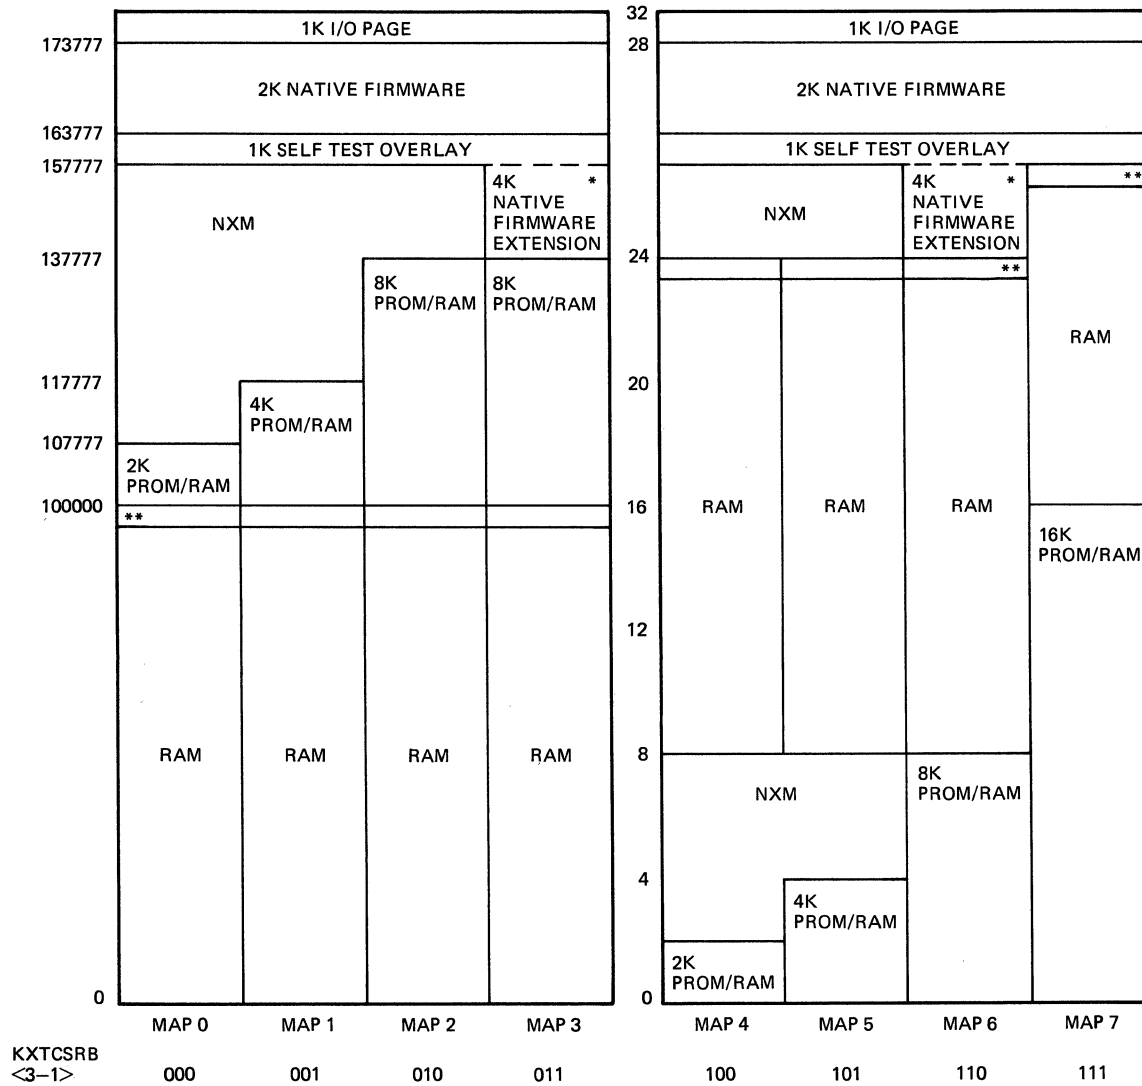 1K I/O PAGE
173777
2K NATIVE FIRMWARE
163777
1K SELF TEST OVERLAY
157777
4K *
NATIVE
FIRMWARE
EXTENSION
NXM
137777
8K
PROM/RAM
8K
PROM/RAM
117777
4K
PROM/RAM
107777
2K
PROM/RAM
100000
**
RAM
RAM
RAM
RAM
0
MAP 0
MAP 1
MAP 2
MAP 3
32
1K I/O PAGE
28
2K NATIVE FIRMWARE
1K SELF TEST OVERLAY
4K *
NATIVE
FIRMWARE
EXTENSION
**
NXM
24
**
RAM
20
RAM
RAM
RAM
16
16K
PROM/RAM
12
8
NXM
8K
PROM/RAM
4
4K
PROM/RAM
2K
PROM/RAM
0
MAP 4
MAP 5
MAP 6
MAP 7
KXTCSRB
<3–1>
000
001
010
011
100
101
110
111